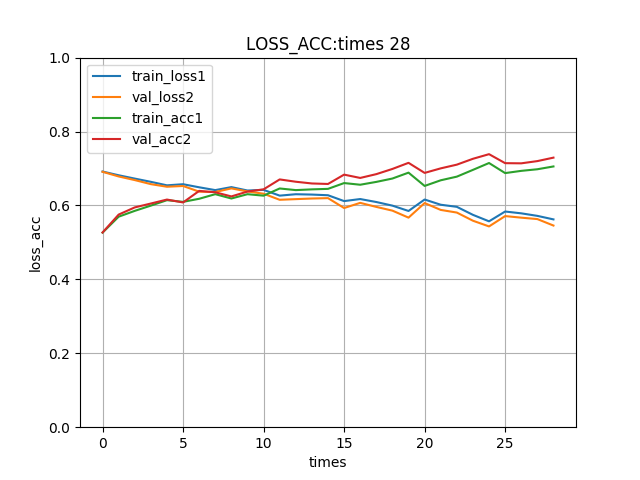 LOSS_ACC:times 28
1.0
0.8
0.6
0.4
0.2
0.0
loss_acc
train_loss1
val_loss2
train_acc1
val_acc2
0 5 10 15 20 25
times